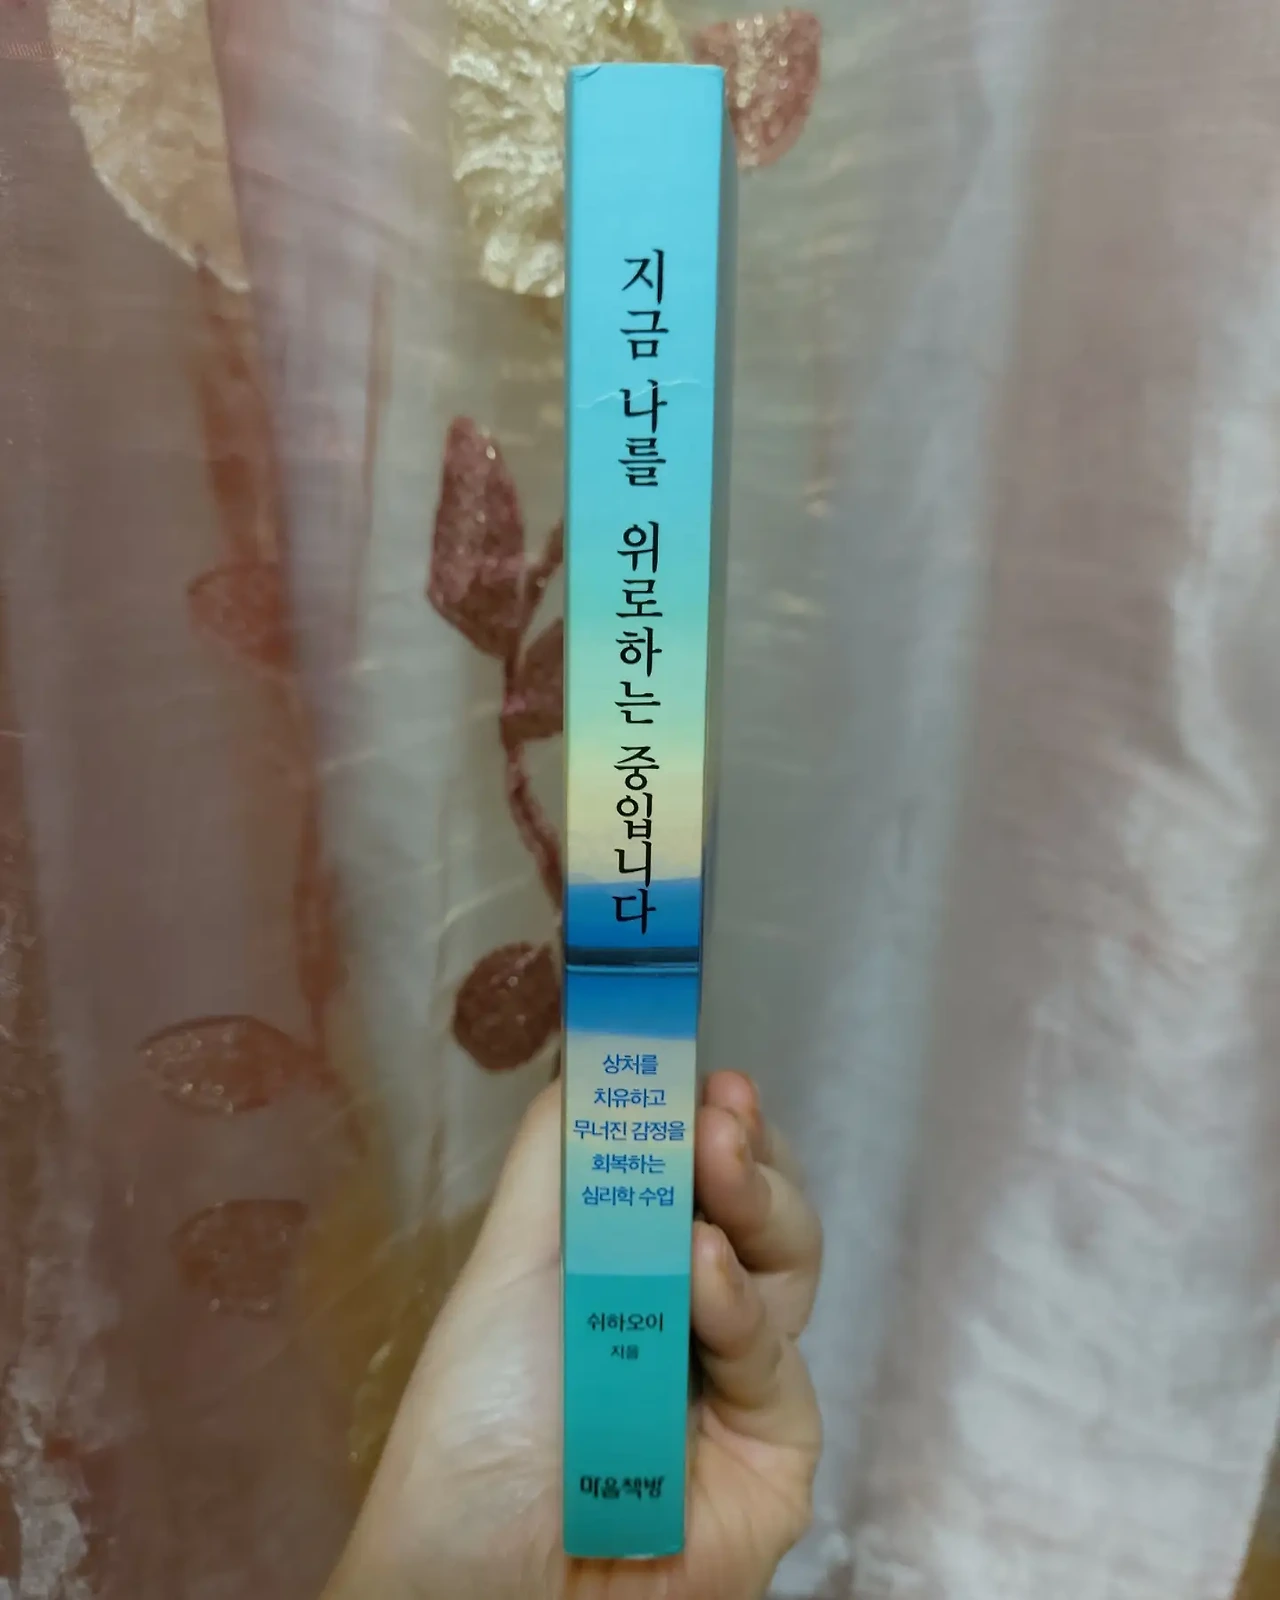 지금 나를 위로하는 중입니다
상처를
치유하고
무너진 감정을
회복하는
심리학 수업
쉬하오이
지음
마음책방